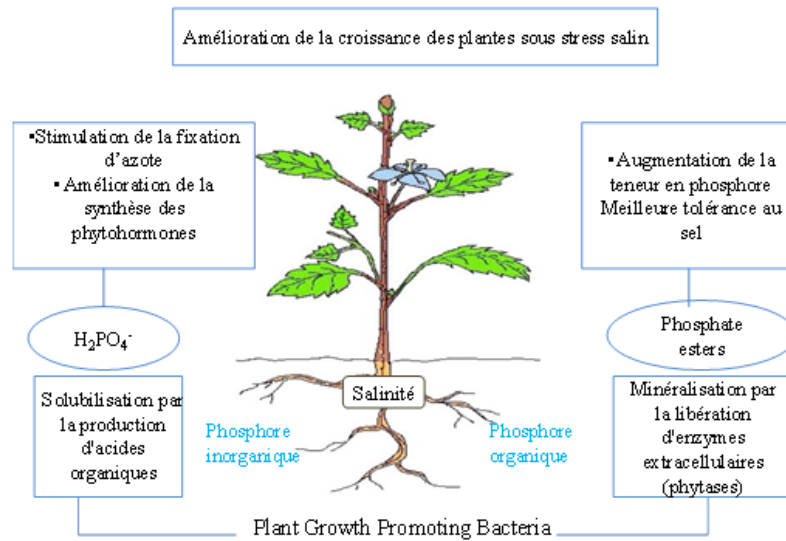 Amélioration de la croissance des plantes sous stress salin
▪Stimulation de la fixation
d'azote
▪ Amélioration de la
synthèse des
phytohormones
▪Augmentation de la
teneur en phosphore
Meilleure tolérance au
sel
H₂PO₄⁻
Phosphate
esters
Salinité
Solubilisation par
la production
d'acides
organiques
Phosphore
inorganique
Phosphore
organique
Minéralisation par
la libération
d'enzymes
extracellulaires
(phytases)
Plant Growth Promoting Bacteria